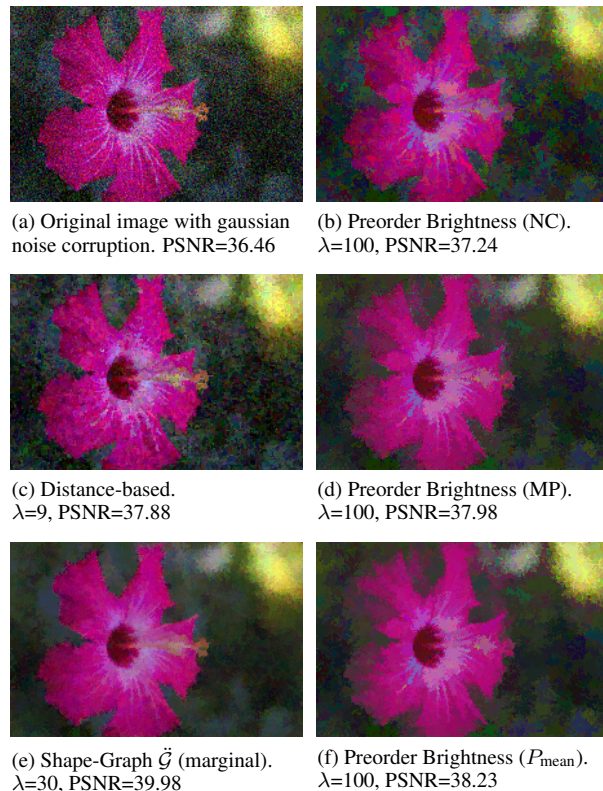 (a) Original image with gaussian
noise corruption. PSNR=36.46
(b) Preorder Brightness (NC).
λ=100, PSNR=37.24
(c) Distance-based.
λ=9, PSNR=37.88
(d) Preorder Brightness (MP).
λ=100, PSNR=37.98
(e) Shape-Graph G̈ (marginal).
λ=30, PSNR=39.98
(f) Preorder Brightness (P_mean).
λ=100, PSNR=38.23